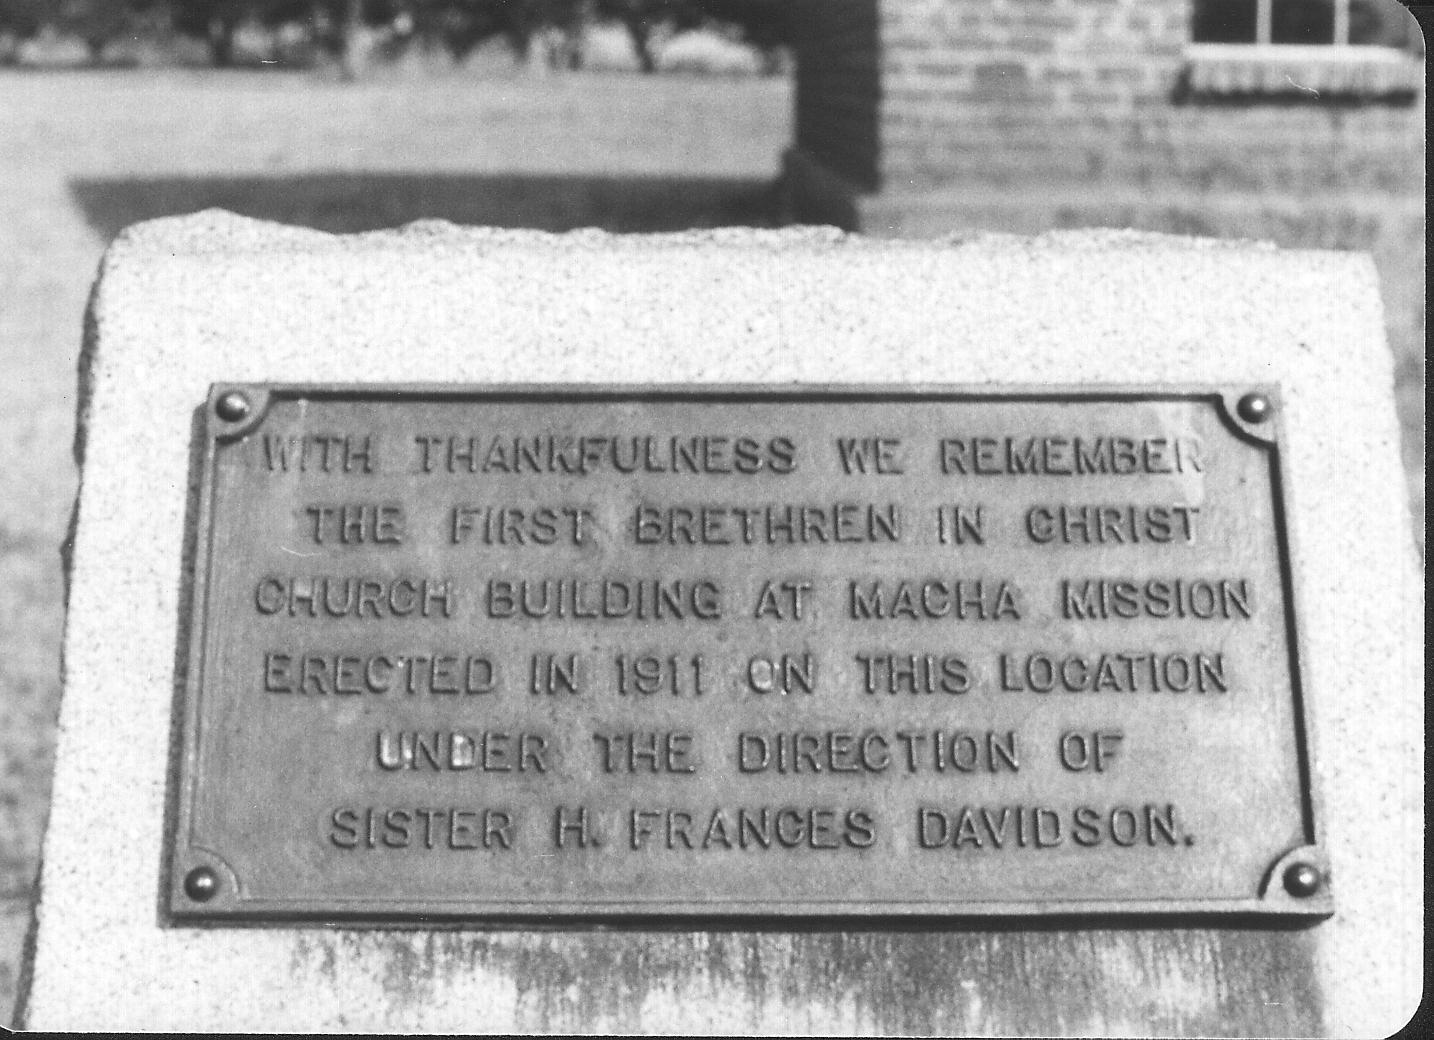 WITH THANKFULNESS WE REMEMBER
THE FIRST BRETHREN IN CHRIST
CHURCH BUILDING AT MACHA MISSION
ERECTED IN 1911 ON THIS LOCATION
UNDER THE DIRECTION OF
SISTER H. FRANCES DAVIDSON.